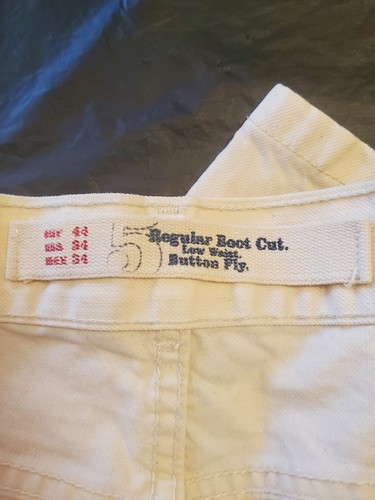 EUR 44
USA 34
MEX 34
5
Regular Boot Cut.
Low Waist.
Button Fly.